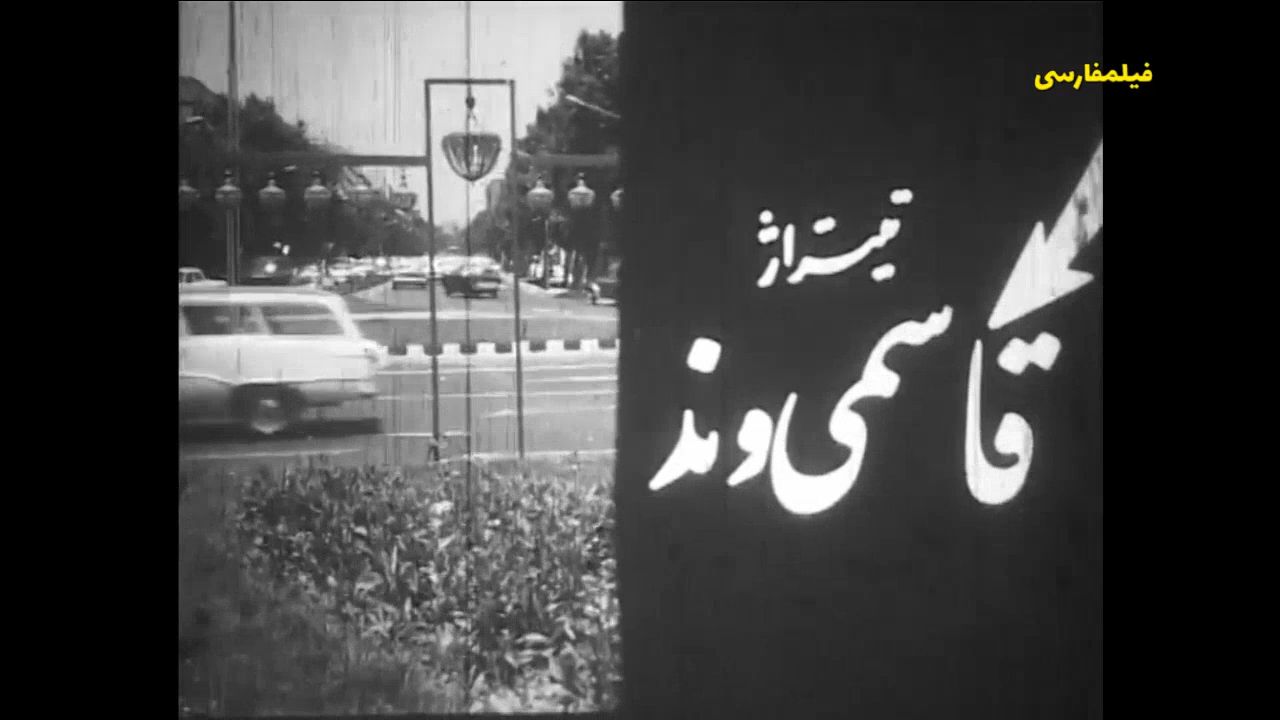 فیلمفارسی
تیتراژ
قاسمی وند